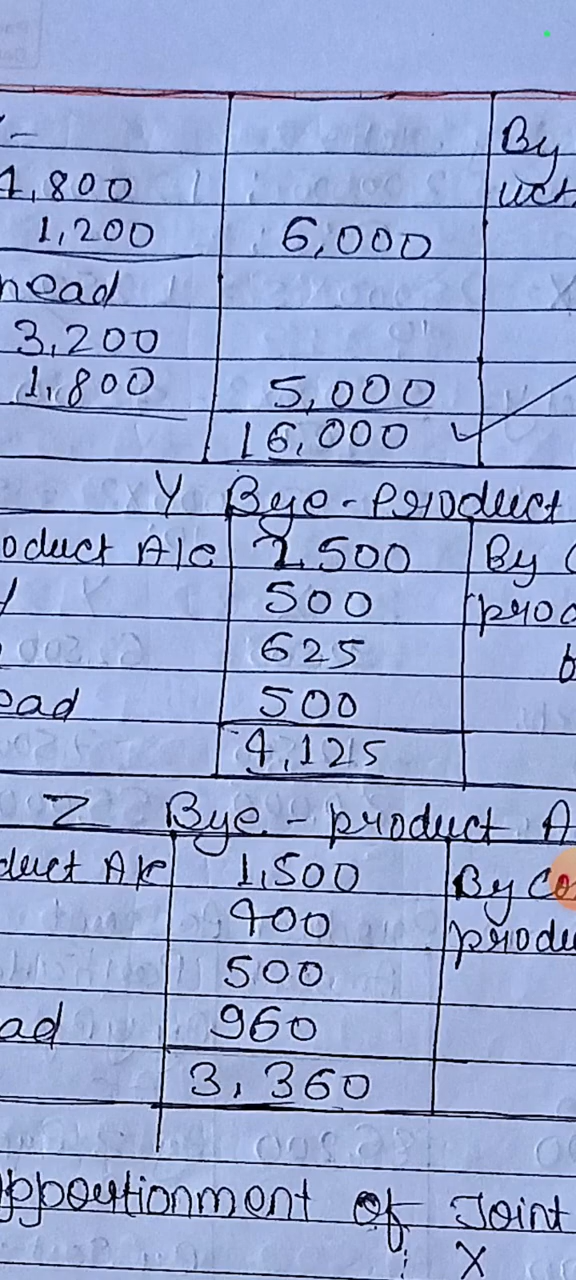 By
4,800
1,200 6,000
head
3,200
1,800 5,000
16,000
Y Bye-Product
oduct A/c 2,500 By C
500 proc
625 b
ead 500
4,125
Z Bye-product A
duct A/c 1,500 By Co
400 produ
500
ad 960
3,360
pportionment of Joint
X